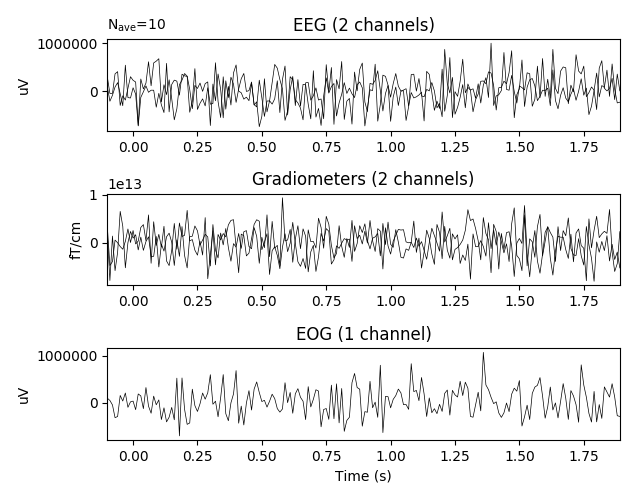 N_ave=10
EEG (2 channels)
1000000
0
uV
0.00 0.25 0.50 0.75 1.00 1.25 1.50 1.75
1e13
Gradiometers (2 channels)
1
0
fT/cm
0.00 0.25 0.50 0.75 1.00 1.25 1.50 1.75
EOG (1 channel)
1000000
0
uV
0.00 0.25 0.50 0.75 1.00 1.25 1.50 1.75
Time (s)